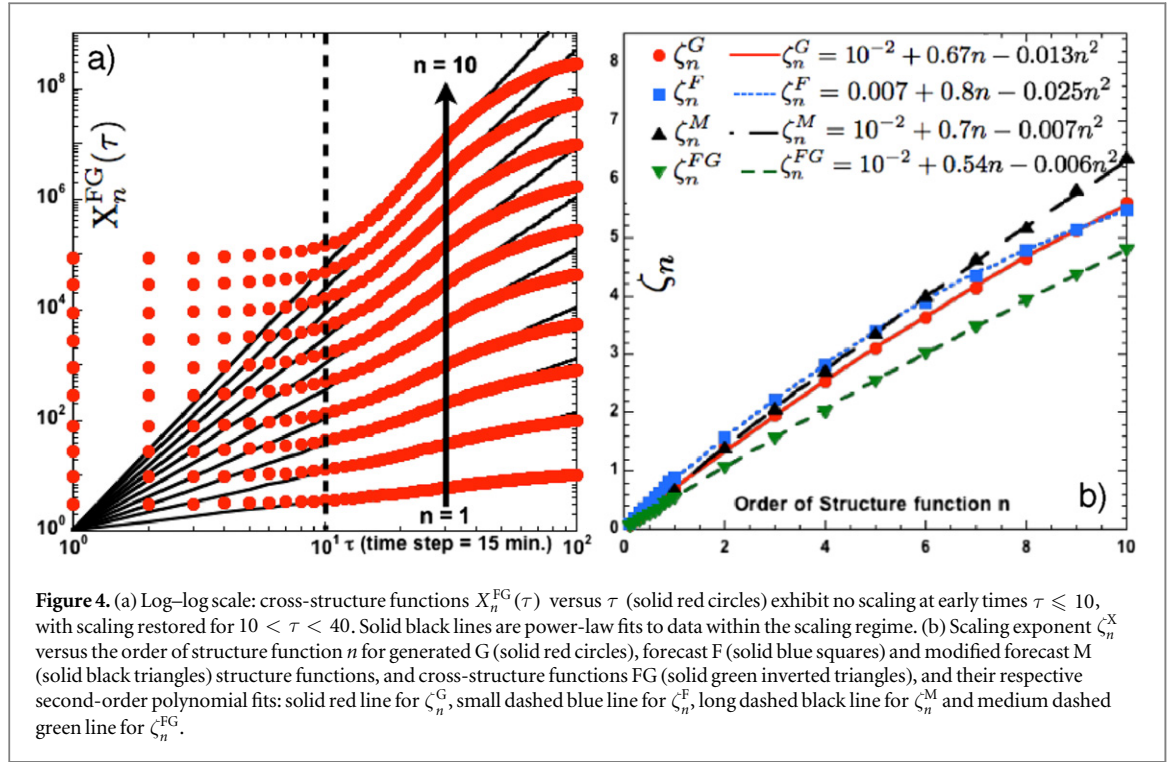 a)
n = 10
10^8
10^6
10^4
10^2
10^0
X_n^{FG}(τ)
n = 1
10^0
10^1
τ (time step = 15 min.)
10^2
8
7
6
5
4
3
2
1
0
ζ_n
ζ_n^G ζ_n^G = 10^{-2} + 0.67n − 0.013n^2
ζ_n^F ζ_n^F = 0.007 + 0.8n − 0.025n^2
ζ_n^M ζ_n^M = 10^{-2} + 0.7n − 0.007n^2
ζ_n^{FG} ζ_n^{FG} = 10^{-2} + 0.54n − 0.006n^2
Order of Structure function n
b)
2 4 6 8 10
Figure 4. (a) Log–log scale: cross-structure functions X_n^{FG}(τ) versus τ (solid red circles) exhibit no scaling at early times τ ⩽ 10,
with scaling restored for 10 < τ < 40. Solid black lines are power-law fits to data within the scaling regime. (b) Scaling exponent ζ_n^X
versus the order of structure function n for generated G (solid red circles), forecast F (solid blue squares) and modified forecast M
(solid black triangles) structure functions, and cross-structure functions FG (solid green inverted triangles), and their respective
second-order polynomial fits: solid red line for ζ_n^G, small dashed blue line for ζ_n^F, long dashed black line for ζ_n^M and medium dashed
green line for ζ_n^{FG}.